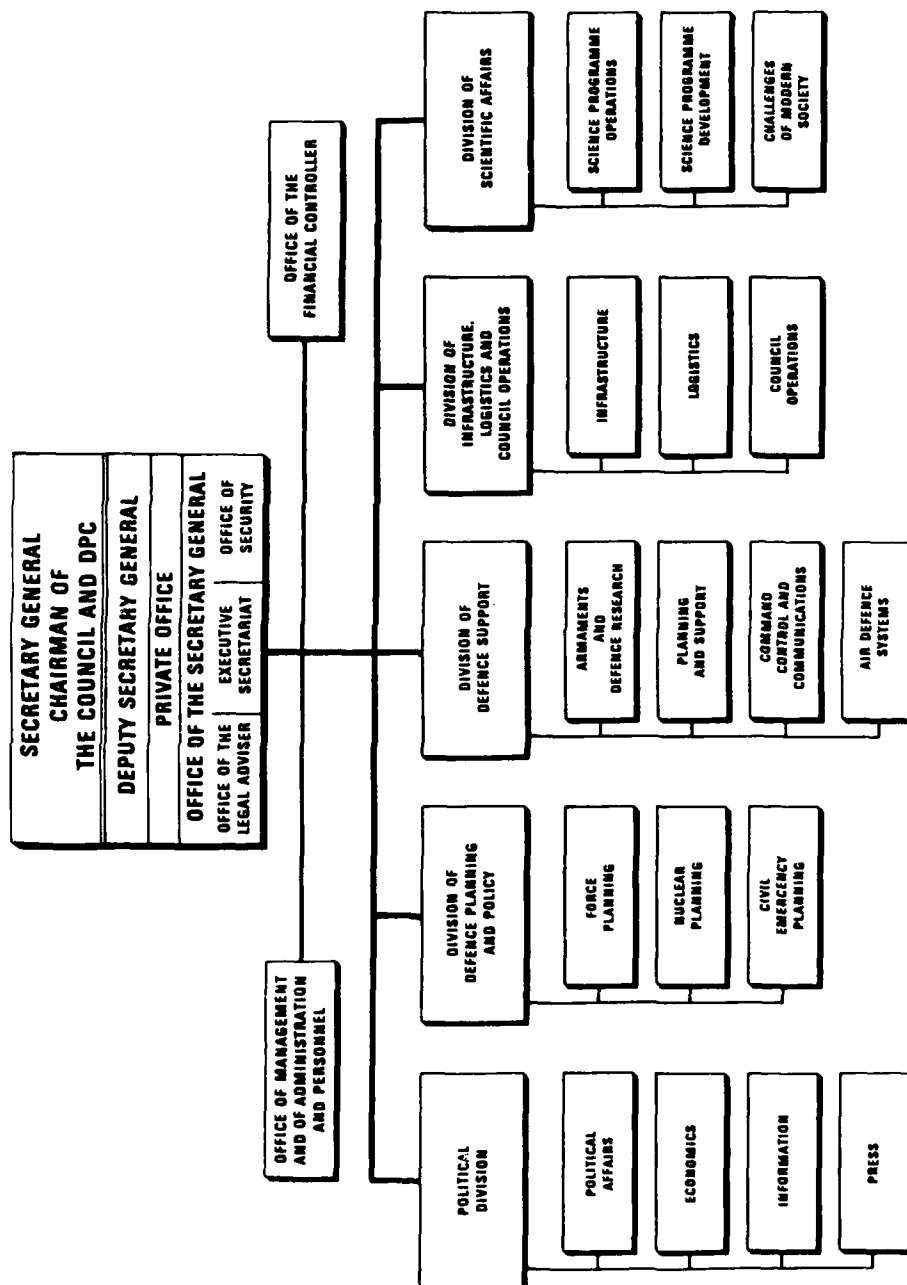 SECRETARY GENERAL
CHAIRMAN OF
THE COUNCIL AND DPC
DEPUTY SECRETARY GENERAL
PRIVATE OFFICE
OFFICE OF THE SECRETARY GENERAL
OFFICE OF THE
LEGAL ADVISER
EXECUTIVE
SECRETARIAT
OFFICE OF
SECURITY
OFFICE OF MANAGEMENT
AND OF ADMINISTRATION
AND PERSONNEL
OFFICE OF THE
FINANCIAL CONTROLLER
POLITICAL
DIVISION
POLITICAL
AFFAIRS
ECONOMICS
INFORMATION
PRESS
DIVISION OF
DEFENCE PLANNING
AND POLICY
FORCE
PLANNING
NUCLEAR
PLANNING
CIVIL
EMERGENCY
PLANNING
DIVISION OF
DEFENCE SUPPORT
ARMAMENTS
AND
DEFENCE RESEARCH
PLANNING
AND SUPPORT
COMMAND
CONTROL AND
COMMUNICATIONS
AIR DEFENCE
SYSTEMS
DIVISION OF
INFRASTRUCTURE,
LOGISTICS AND
COUNCIL OPERATIONS
INFRASTRUCTURE
LOGISTICS
COUNCIL
OPERATIONS
DIVISION OF
SCIENTIFIC AFFAIRS
SCIENCE PROGRAMME
OPERATIONS
SCIENCE PROGRAMME
DEVELOPMENT
CHALLENGES
OF MODERN
SOCIETY